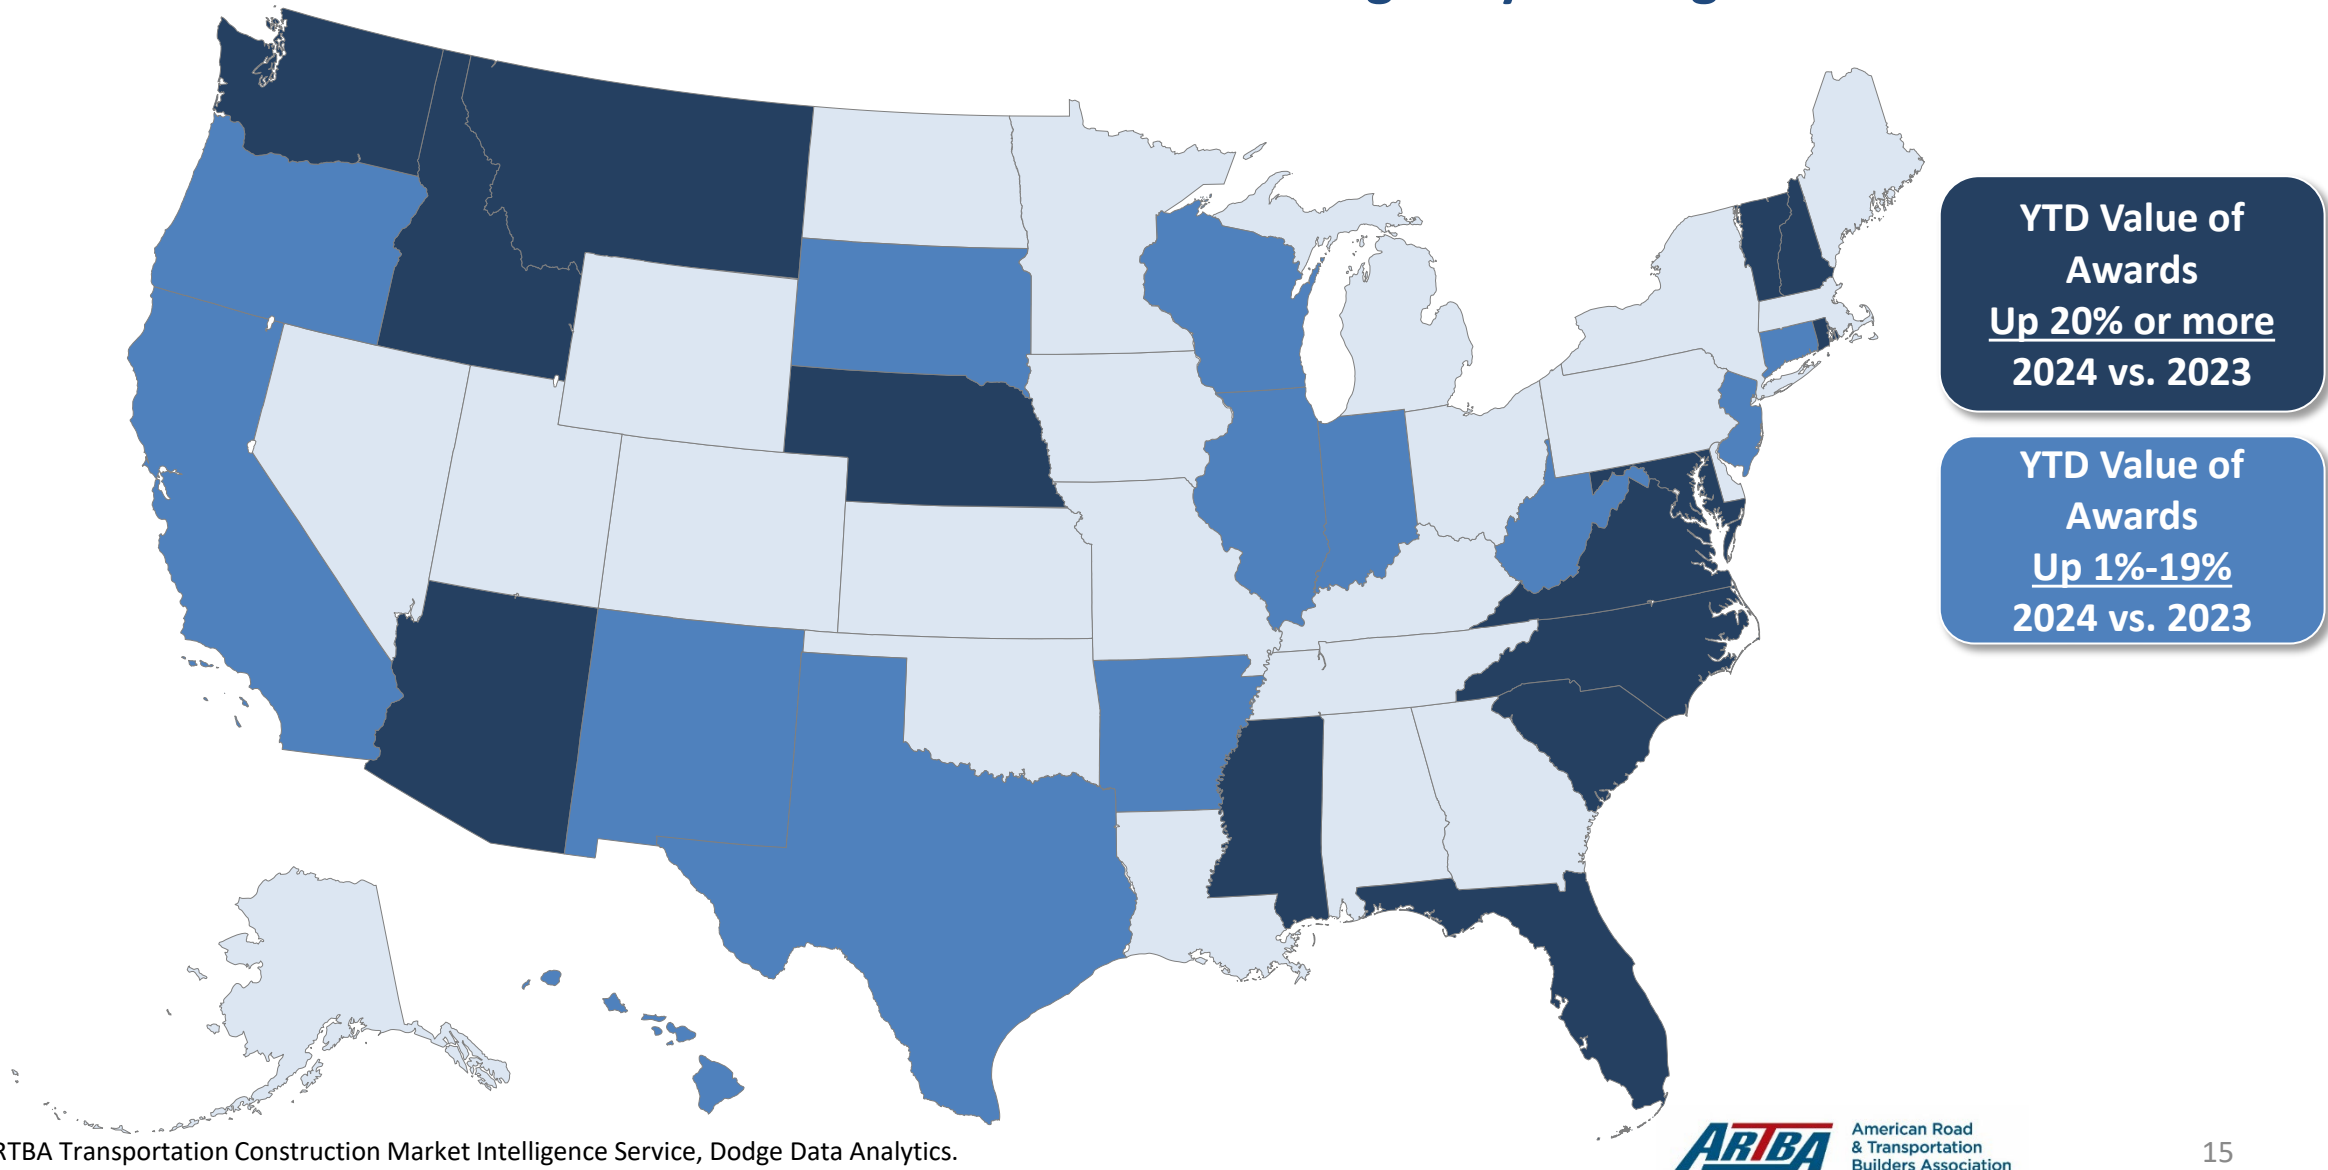 YTD Value of
Awards
Up 20% or more
2024 vs. 2023
YTD Value of
Awards
Up 1%-19%
2024 vs. 2023
RTBA Transportation Construction Market Intelligence Service, Dodge Data Analytics.
ARTBA
American Road
& Transportation
Builders Association
15